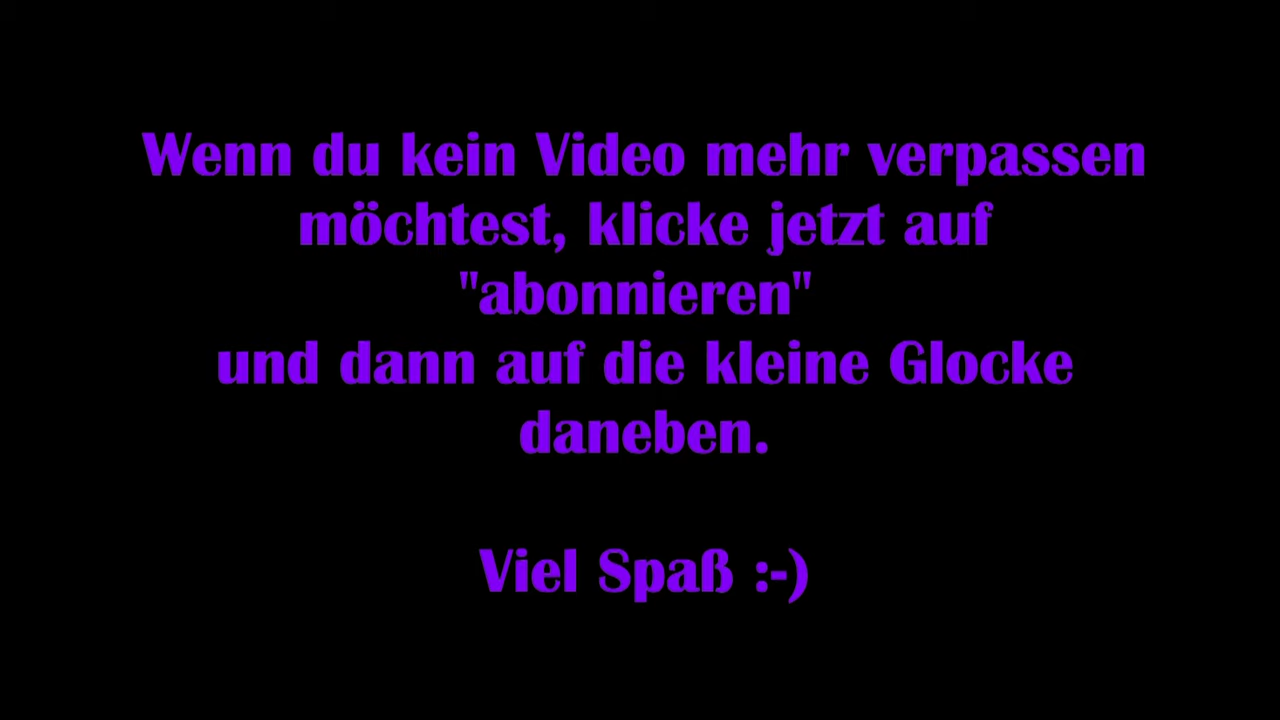 Wenn du kein Video mehr verpassen
möchtest, klicke jetzt auf
"abonnieren"
und dann auf die kleine Glocke
daneben.
Viel Spaß :-)